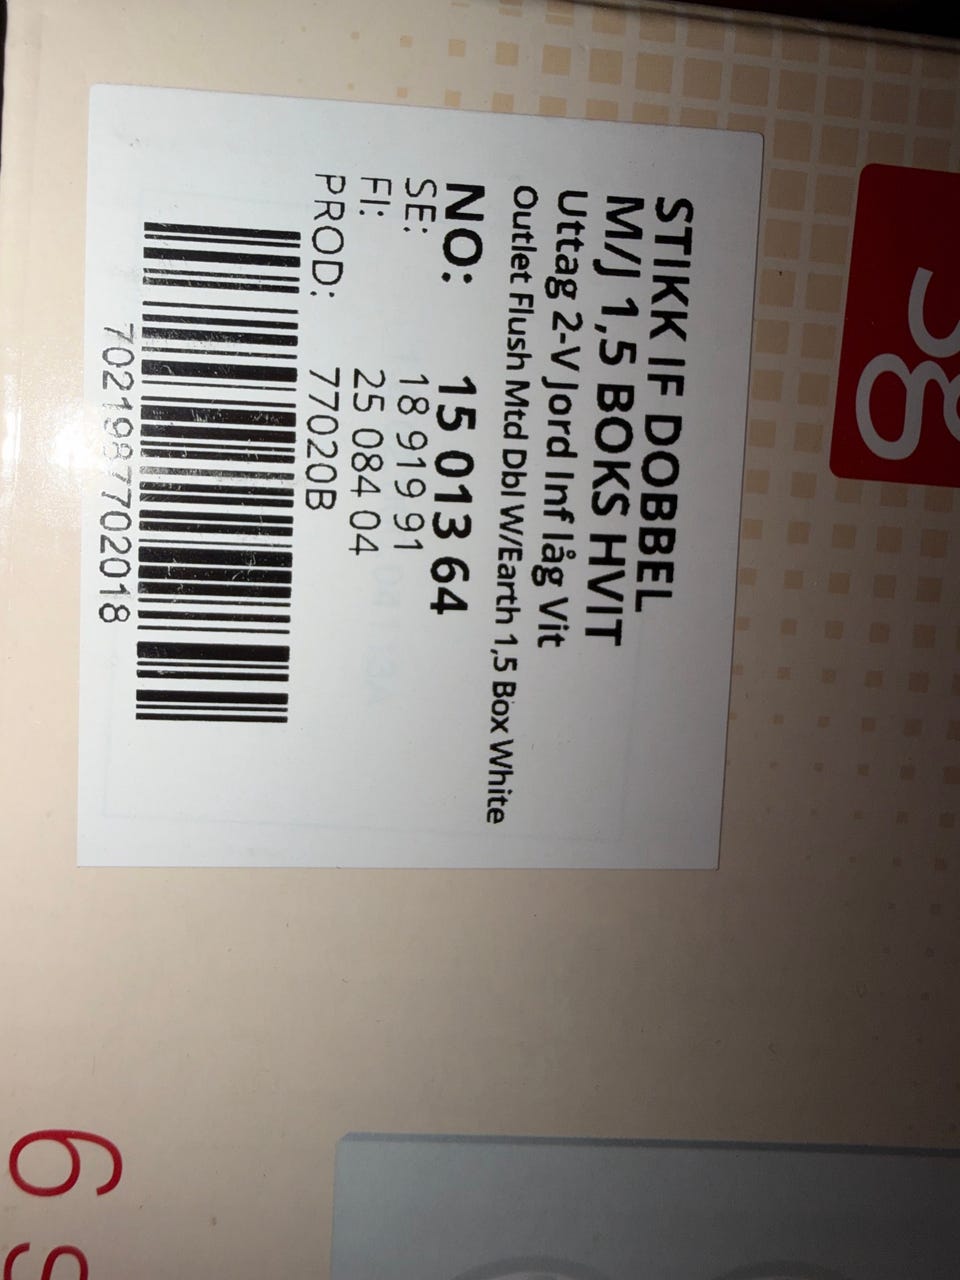 STIKK IF DOBBEL
M/J 1,5 BOKS HVIT
Uttag 2-V Jord Inf låg Vit
Outlet Flush Mtd Dbl W/Earth 1,5 Box White
NO: 15 013 64
SE: 18 919 91
FI: 25 084 04
PROD: 77020B
7021987702018
6 S